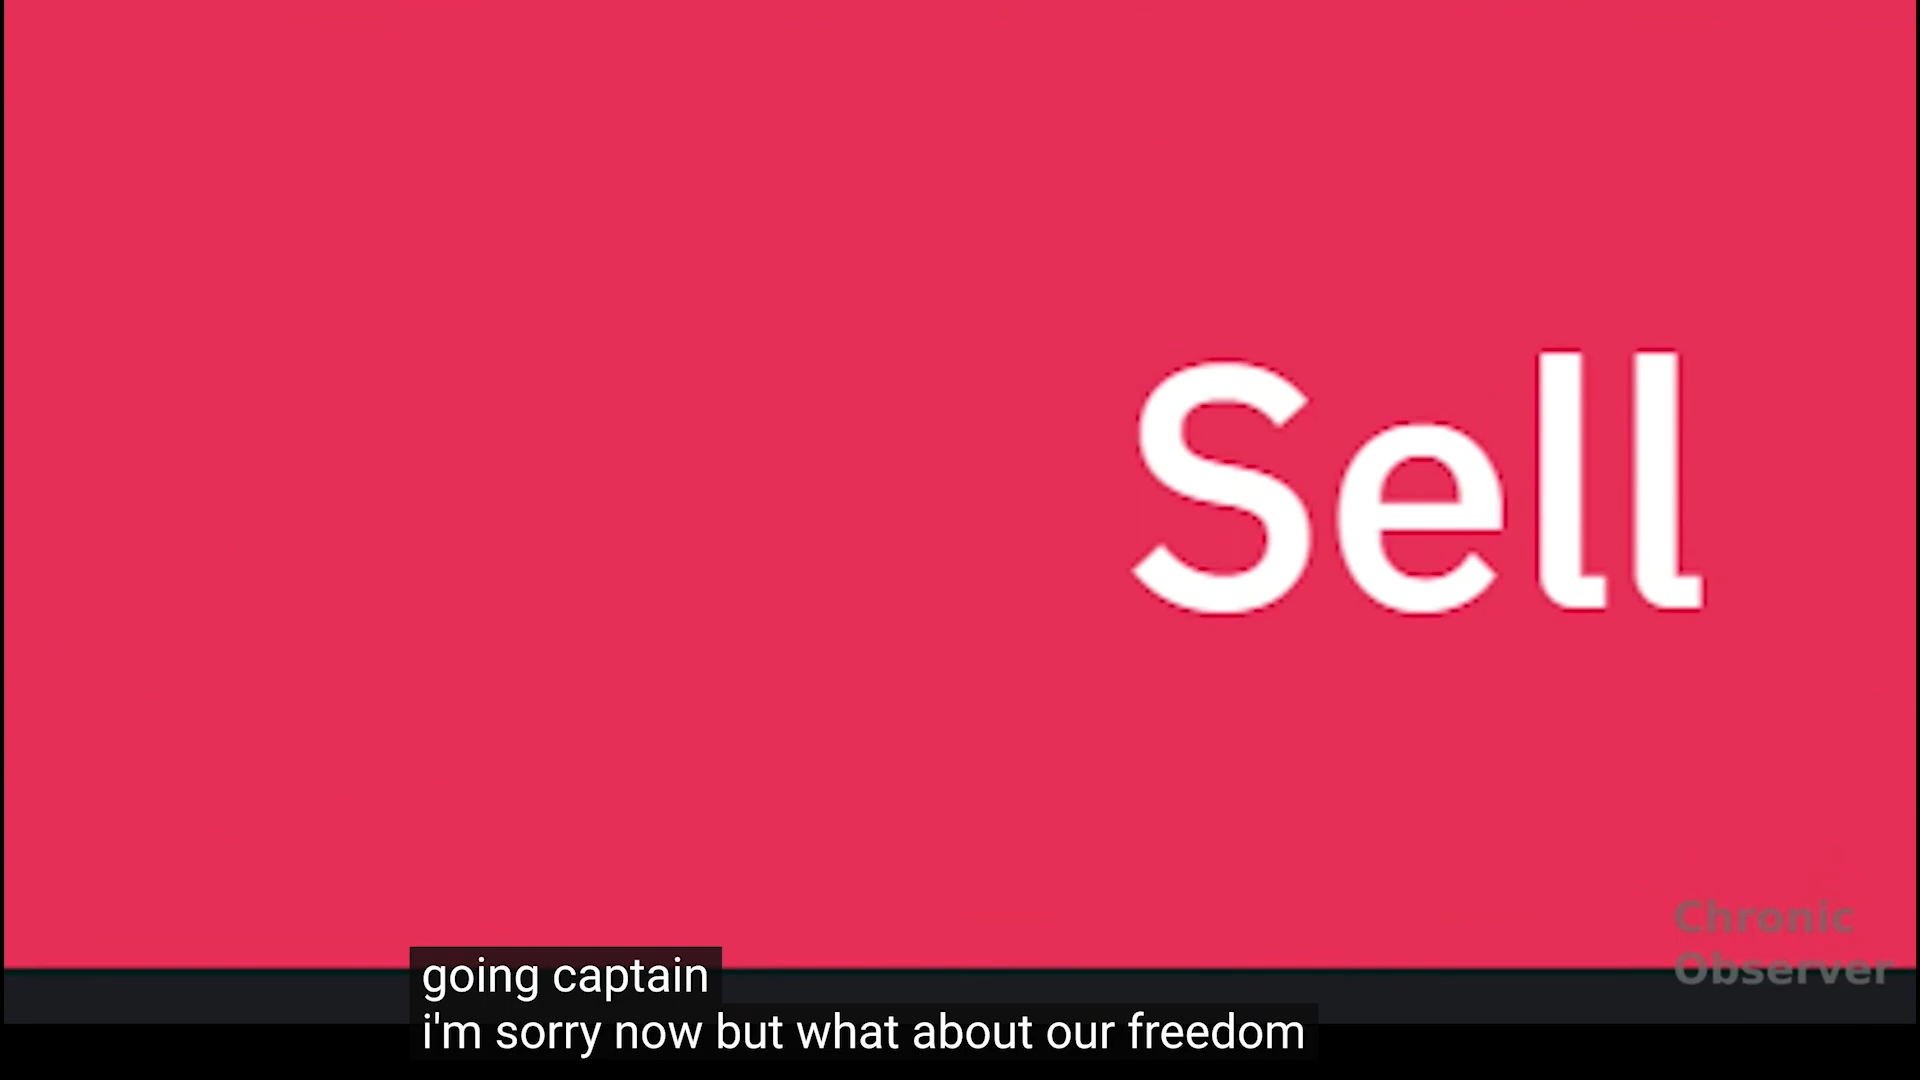 Sell
Chronic
Observer
going captain
i'm sorry now but what about our freedom